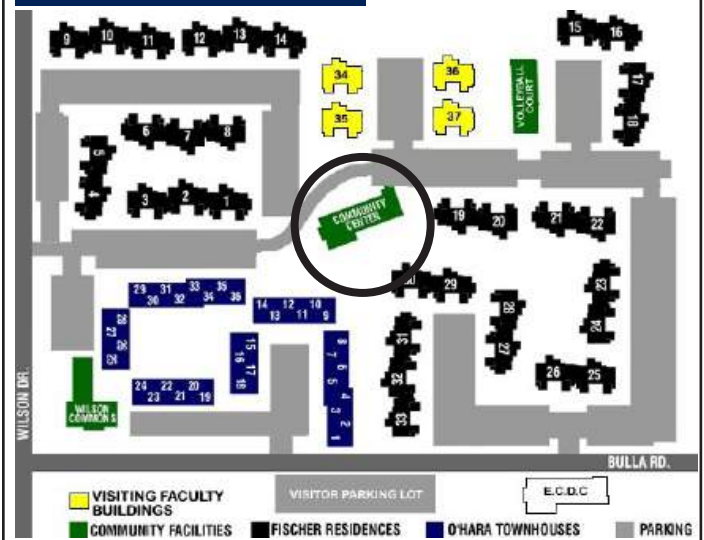 9 10 11 12 13 14
15 16
34 36
VOLLEYBALL
COURT
17
18
35 37
6 7 8
5
4
3 2 1
COMMUNITY
CENTER
19 20 21 22
30 29
23
24
28
27
26 25
31
32
33
29 31 33 35
30 32 34 36
14 12 10
13 11 9
28
27
26
25
15
16 17
18
8
7
6
5
4
3
2
1
24 22 20
23 21 19
WILSON
COMMONS
WILSON DR.
BULLA RD.
VISITING FACULTY
BUILDINGS
VISITOR PARKING LOT
E.C.D.C
COMMUNITY FACILITIES
FISCHER RESIDENCES
O'HARA TOWNHOUSES
PARKING